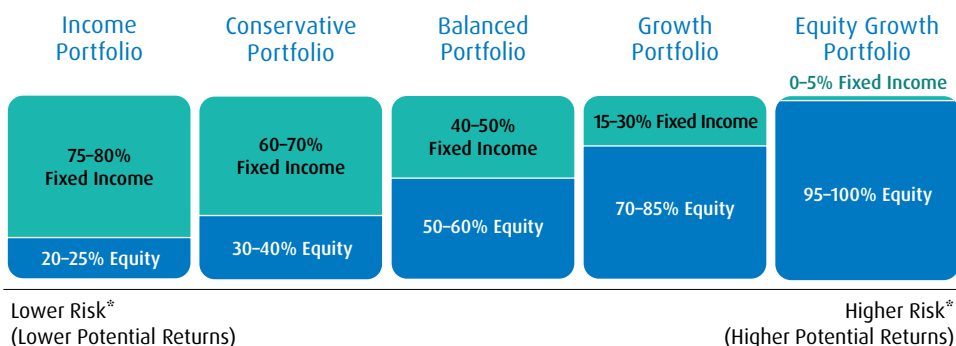 Income
Portfolio
Conservative
Portfolio
Balanced
Portfolio
Growth
Portfolio
Equity Growth
Portfolio
75–80%
Fixed Income
20–25% Equity
60–70%
Fixed Income
30–40% Equity
40–50%
Fixed Income
50–60% Equity
15–30% Fixed Income
70–85% Equity
0–5% Fixed Income
95–100% Equity
Lower Risk*
(Lower Potential Returns)
Higher Risk*
(Higher Potential Returns)